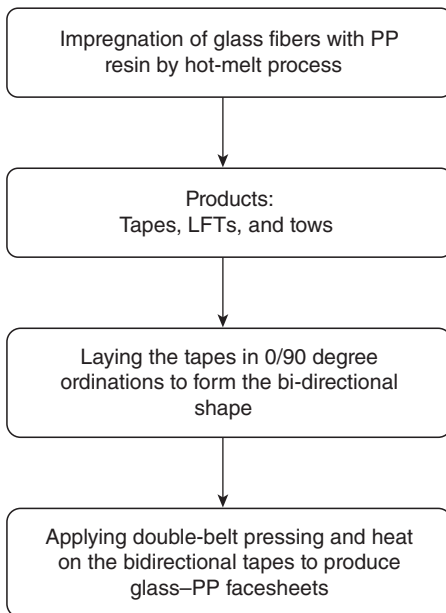 Impregnation of glass fibers with PP
resin by hot-melt process
Products:
Tapes, LFTs, and tows
Laying the tapes in 0/90 degree
ordinations to form the bi-directional
shape
Applying double-belt pressing and heat
on the bidirectional tapes to produce
glass–PP facesheets